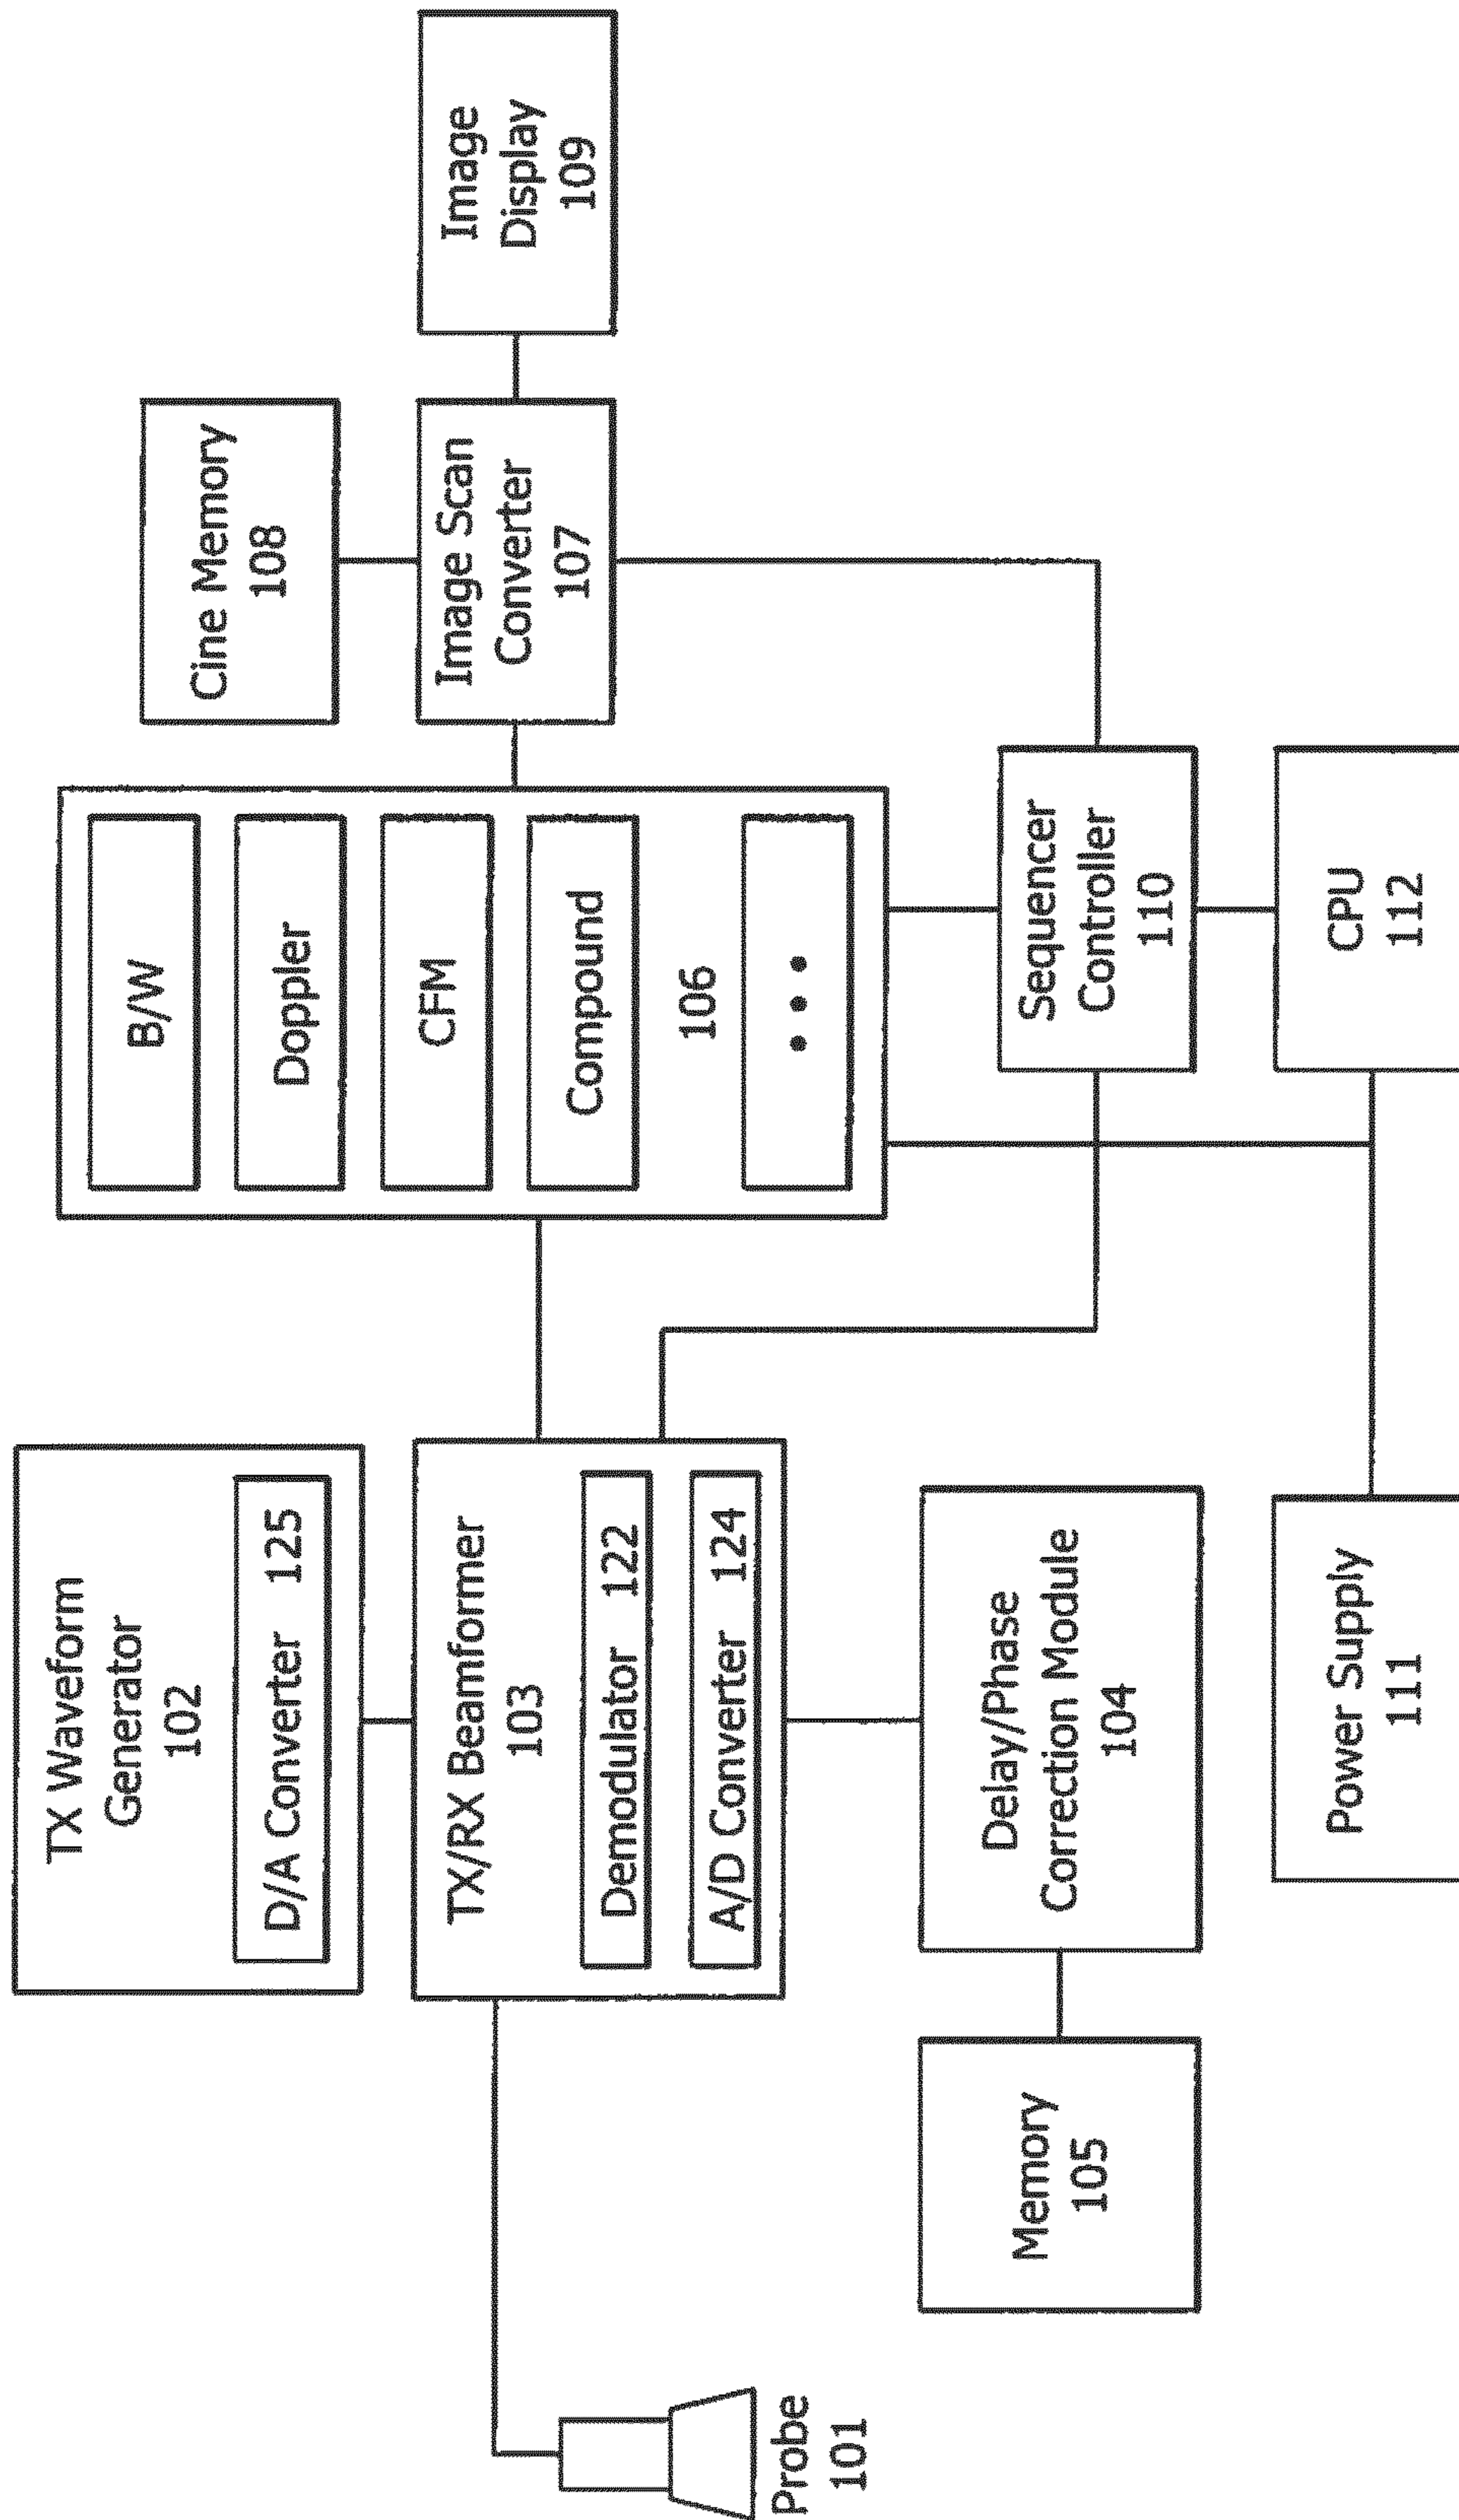 TX Waveform
Generator
102
D/A Converter 125
TX/RX Beamformer
103
Demodulator 122
A/D Converter 124
Delay/Phase
Correction Module
104
Memory
105
Probe
101
Power Supply
111
B/W
Doppler
CFM
Compound
106
•••
Cine Memory
108
Image Scan
Converter
107
Image
Display
109
Sequencer
Controller
110
CPU
112